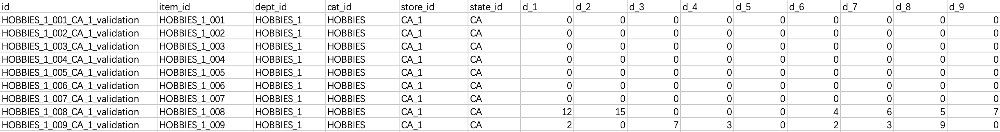 id item_id dept_id cat_id store_id state_id d_1 d_2 d_3 d_4 d_5 d_6 d_7 d_8 d_9
HOBBIES_1_001_CA_1_validation HOBBIES_1_001 HOBBIES_1 HOBBIES CA_1 CA 0 0 0 0 0 0 0 0 0
HOBBIES_1_002_CA_1_validation HOBBIES_1_002 HOBBIES_1 HOBBIES CA_1 CA 0 0 0 0 0 0 0 0 0
HOBBIES_1_003_CA_1_validation HOBBIES_1_003 HOBBIES_1 HOBBIES CA_1 CA 0 0 0 0 0 0 0 0 0
HOBBIES_1_004_CA_1_validation HOBBIES_1_004 HOBBIES_1 HOBBIES CA_1 CA 0 0 0 0 0 0 0 0 0
HOBBIES_1_005_CA_1_validation HOBBIES_1_005 HOBBIES_1 HOBBIES CA_1 CA 0 0 0 0 0 0 0 0 0
HOBBIES_1_006_CA_1_validation HOBBIES_1_006 HOBBIES_1 HOBBIES CA_1 CA 0 0 0 0 0 0 0 0 0
HOBBIES_1_007_CA_1_validation HOBBIES_1_007 HOBBIES_1 HOBBIES CA_1 CA 0 0 0 0 0 0 0 0 0
HOBBIES_1_008_CA_1_validation HOBBIES_1_008 HOBBIES_1 HOBBIES CA_1 CA 12 15 0 0 0 4 6 5 7
HOBBIES_1_009_CA_1_validation HOBBIES_1_009 HOBBIES_1 HOBBIES CA_1 CA 2 0 7 3 0 2 3 9 0